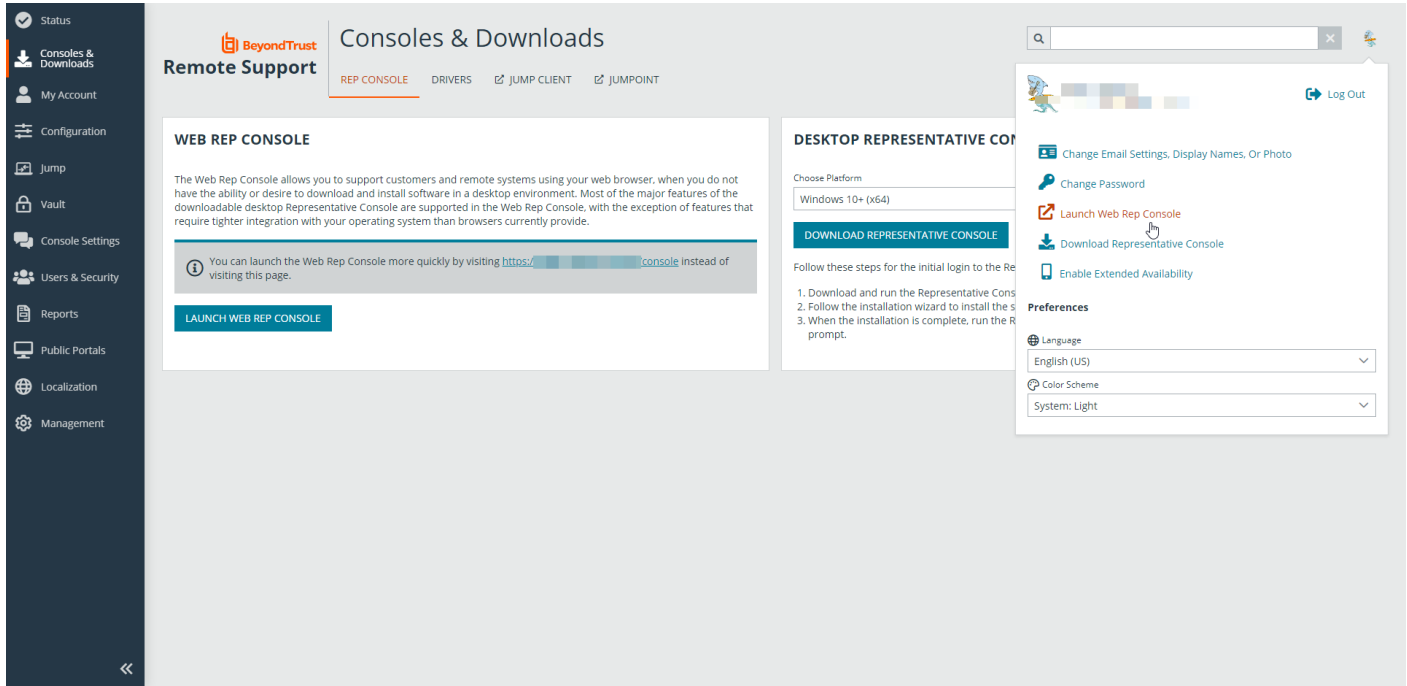 Status
Consoles &
Downloads
My Account
Configuration
Jump
Vault
Console Settings
Users & Security
Reports
Public Portals
Localization
Management
BeyondTrust
Remote Support
Consoles & Downloads
REP CONSOLE
DRIVERS
JUMP CLIENT
JUMPOINT
WEB REP CONSOLE
The Web Rep Console allows you to support customers and remote systems using your web browser, when you do not
have the ability or desire to download and install software in a desktop environment. Most of the major features of the
downloadable desktop Representative Console are supported in the Web Rep Console, with the exception of features that
require tighter integration with your operating system than browsers currently provide.
You can launch the Web Rep Console more quickly by visiting https:/ console instead of
visiting this page.
LAUNCH WEB REP CONSOLE
DESKTOP REPRESENTATIVE CON
Choose Platform
Windows 10+ (x64)
DOWNLOAD REPRESENTATIVE CONSOLE
Follow these steps for the initial login to the Re
1. Download and run the Representative Cons
2. Follow the installation wizard to install the s
3. When the installation is complete, run the R
prompt.
Log Out
Change Email Settings, Display Names, Or Photo
Change Password
Launch Web Rep Console
Download Representative Console
Enable Extended Availability
Preferences
Language
English (US)
Color Scheme
System: Light